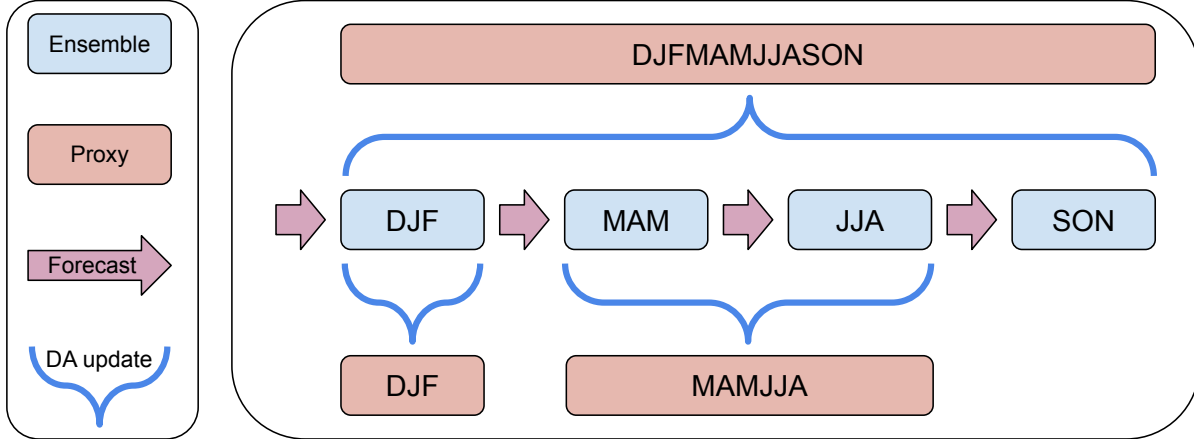 Ensemble
Proxy
Forecast
DA update
DJFMAMJJASON
DJF
MAM
JJA
SON
DJF
MAMJJA